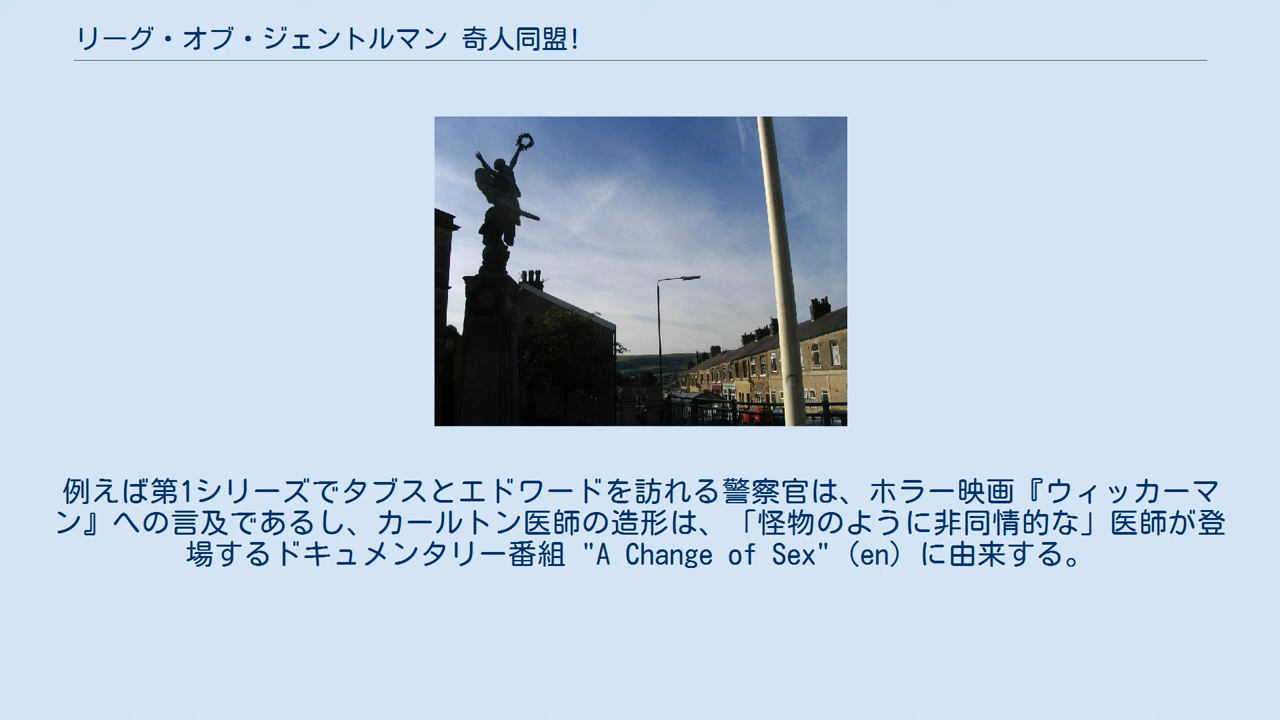 リーグ・オブ・ジェントルマン 奇人同盟!
例えば第1シリーズでタブスとエドワードを訪れる警察官は、ホラー映画『ウィッカーマ
ン』への言及であるし、カールトン医師の造形は、「怪物のように非同情的な」医師が登
場するドキュメンタリー番組 "A Change of Sex" (en) に由来する。